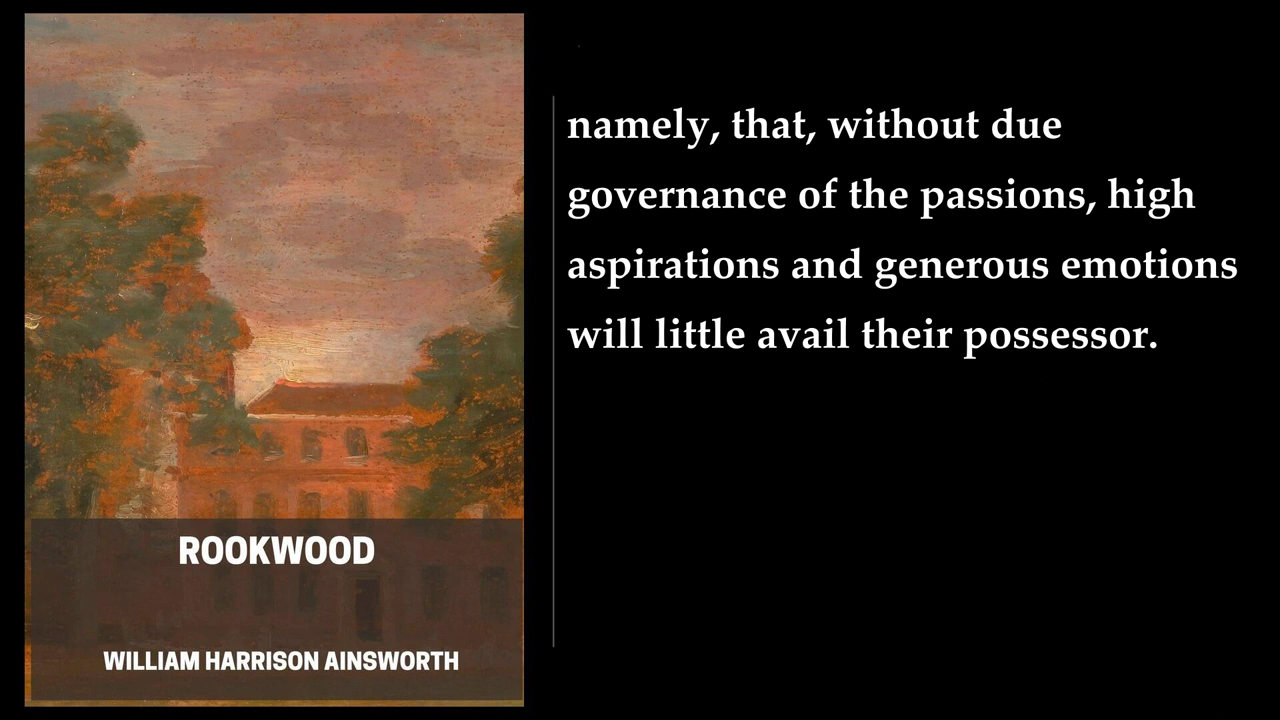 ROOKWOOD
WILLIAM HARRISON AINSWORTH
namely, that, without due
governance of the passions, high
aspirations and generous emotions
will little avail their possessor.